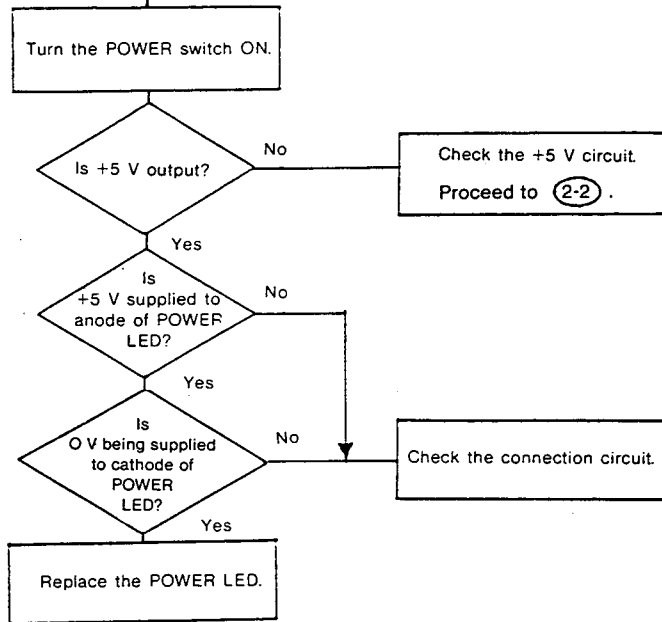 Turn the POWER switch ON.
Is +5 V output?
No
Check the +5 V circuit.
Proceed to 2-2 .
Yes
Is
+5 V supplied to
anode of POWER
LED?
No
Yes
Is
0 V being supplied
to cathode of
POWER
LED?
No
Check the connection circuit.
Yes
Replace the POWER LED.